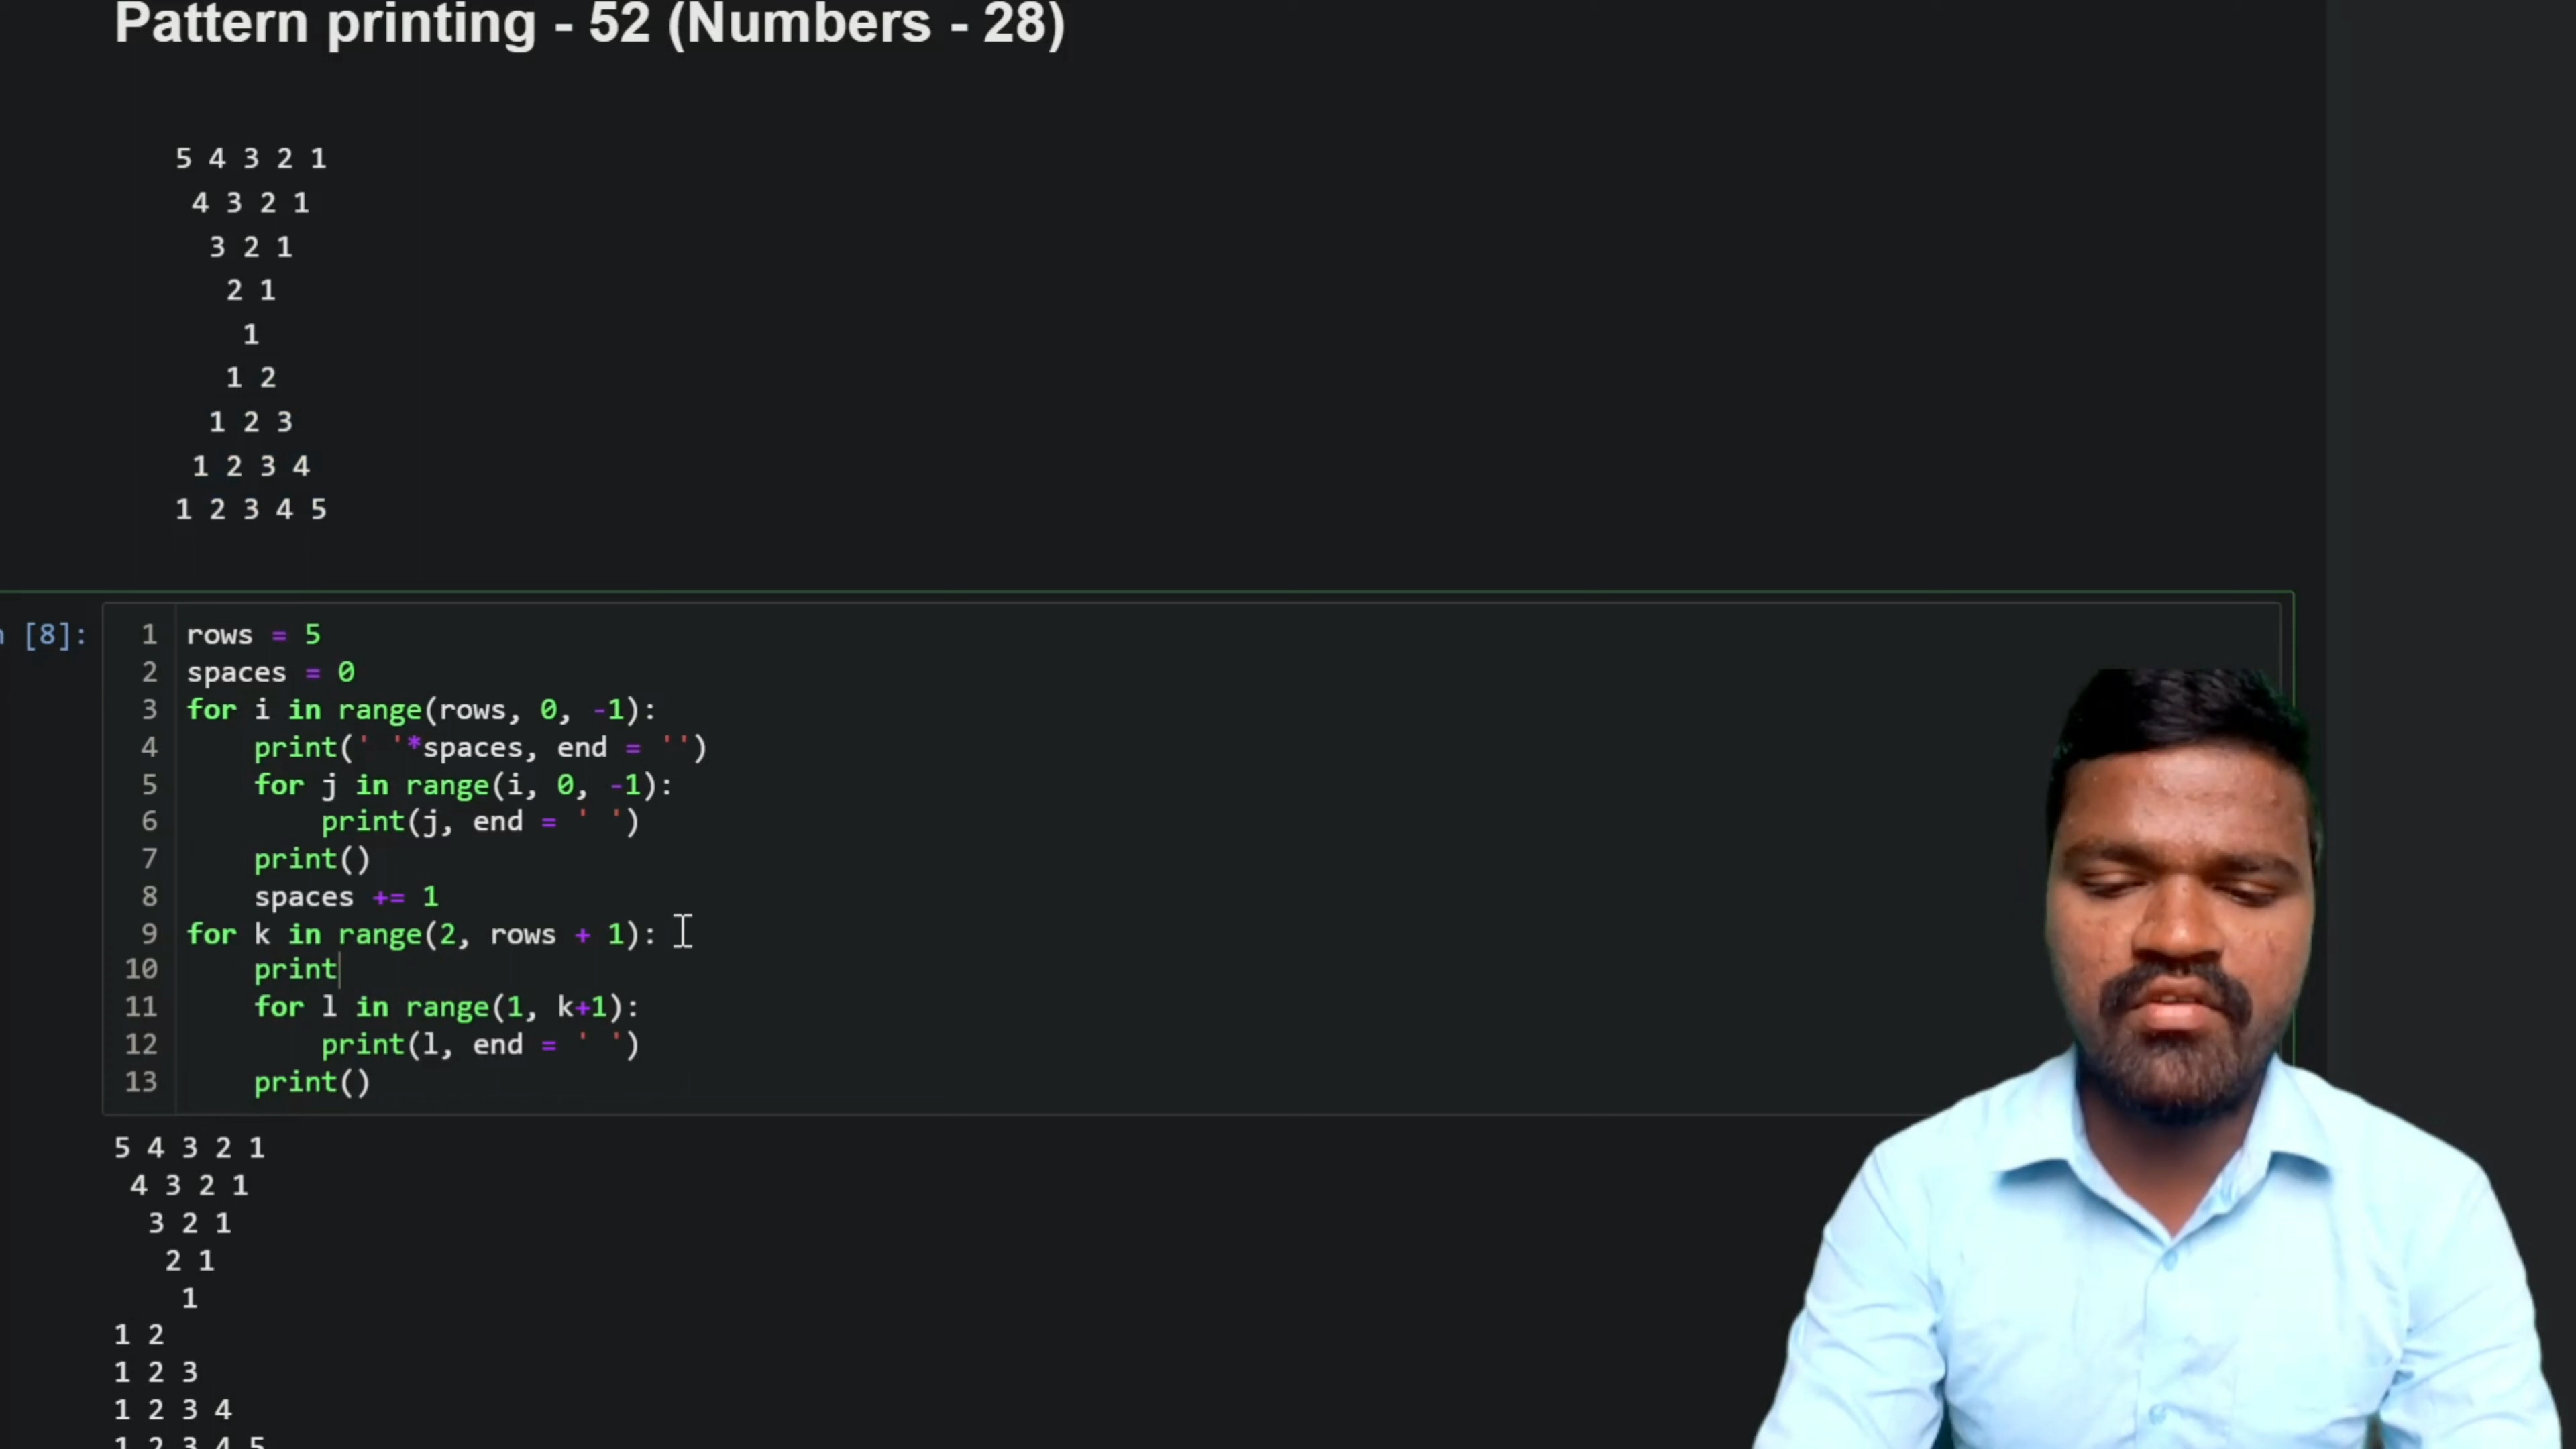 Pattern printing - 52 (Numbers - 28)
5 4 3 2 1
4 3 2 1
3 2 1
2 1
1
1 2
1 2 3
1 2 3 4
1 2 3 4 5
n [8]:
1 rows = 5
2 spaces = 0
3 for i in range(rows, 0, -1):
4 print(' '*spaces, end = '')
5 for j in range(i, 0, -1):
6 print(j, end = ' ')
7 print()
8 spaces += 1
9 for k in range(2, rows + 1):
10 print
11 for l in range(1, k+1):
12 print(l, end = ' ')
13 print()
5 4 3 2 1
4 3 2 1
3 2 1
2 1
1
1 2
1 2 3
1 2 3 4
1 2 3 4 5